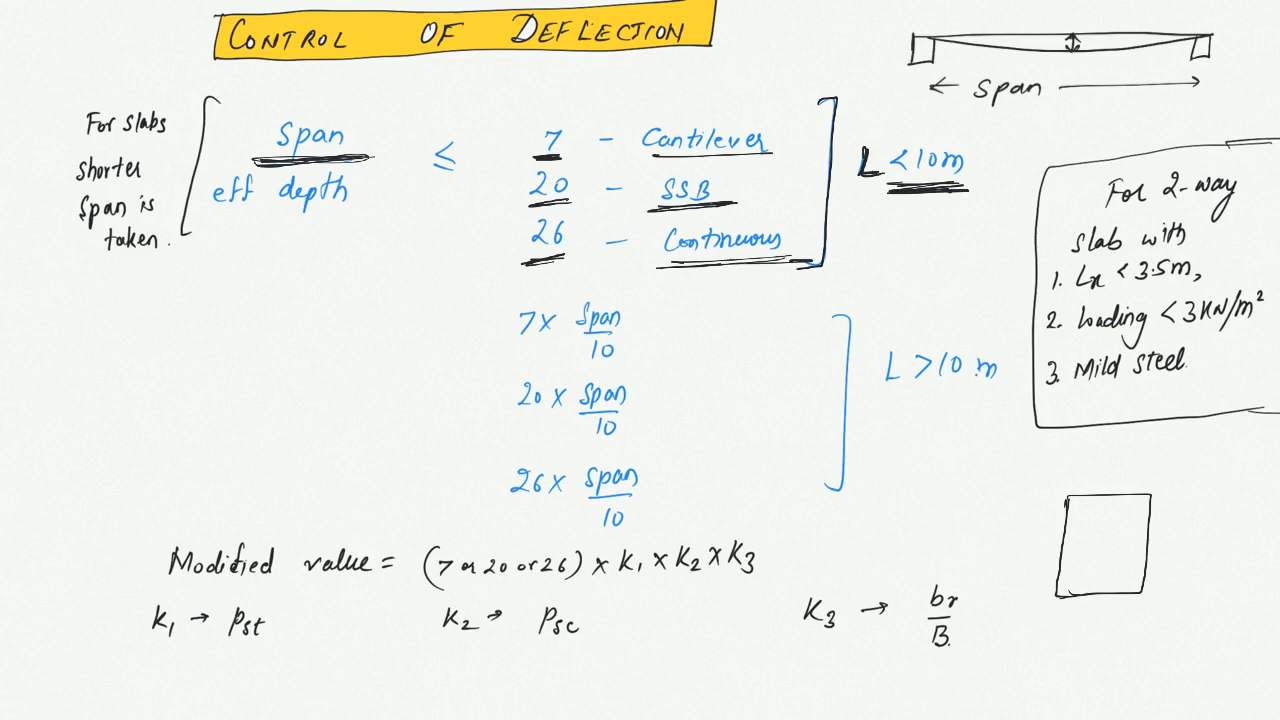 CONTROL OF DEFLECTION
← Span →
For slabs
shorter
span is
taken.
Span
eff depth
≤
7 - Cantilever
20 - SSB
26 - Continuous
L < 10m
7 x Span
10
20 x Span
10
26 x Span
10
L > 10 m
For 2-way
slab with
1. Lx < 3.5m,
2. Loading < 3KN/m²
3. Mild steel.
Modified value = (7 or 20 or 26) x K₁ x K₂ x K₃
K₁ → Pst
K₂ → Psc
K₃ → br
B